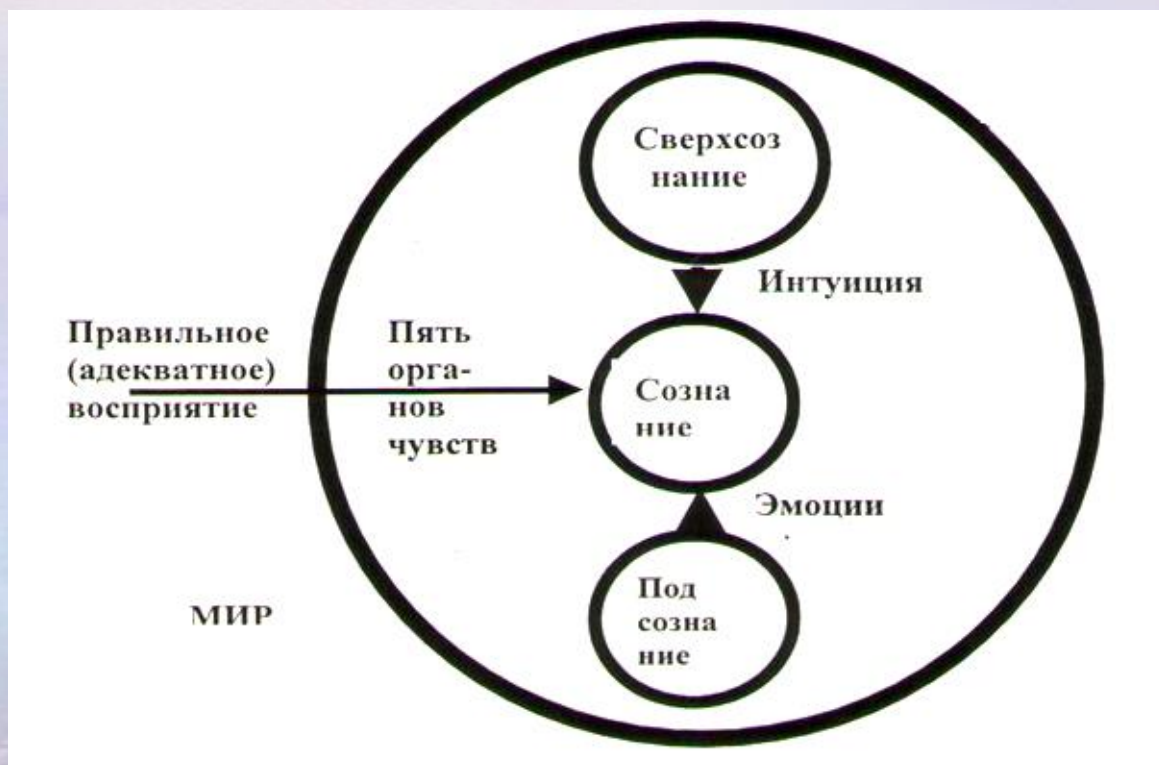 Сверхсоз
нание
Интуиция
Правильное
(адекватное)
восприятие
Пять
орга-
нов
чувств
Созна
ние
Эмоции
Под
созна
ние
МИР